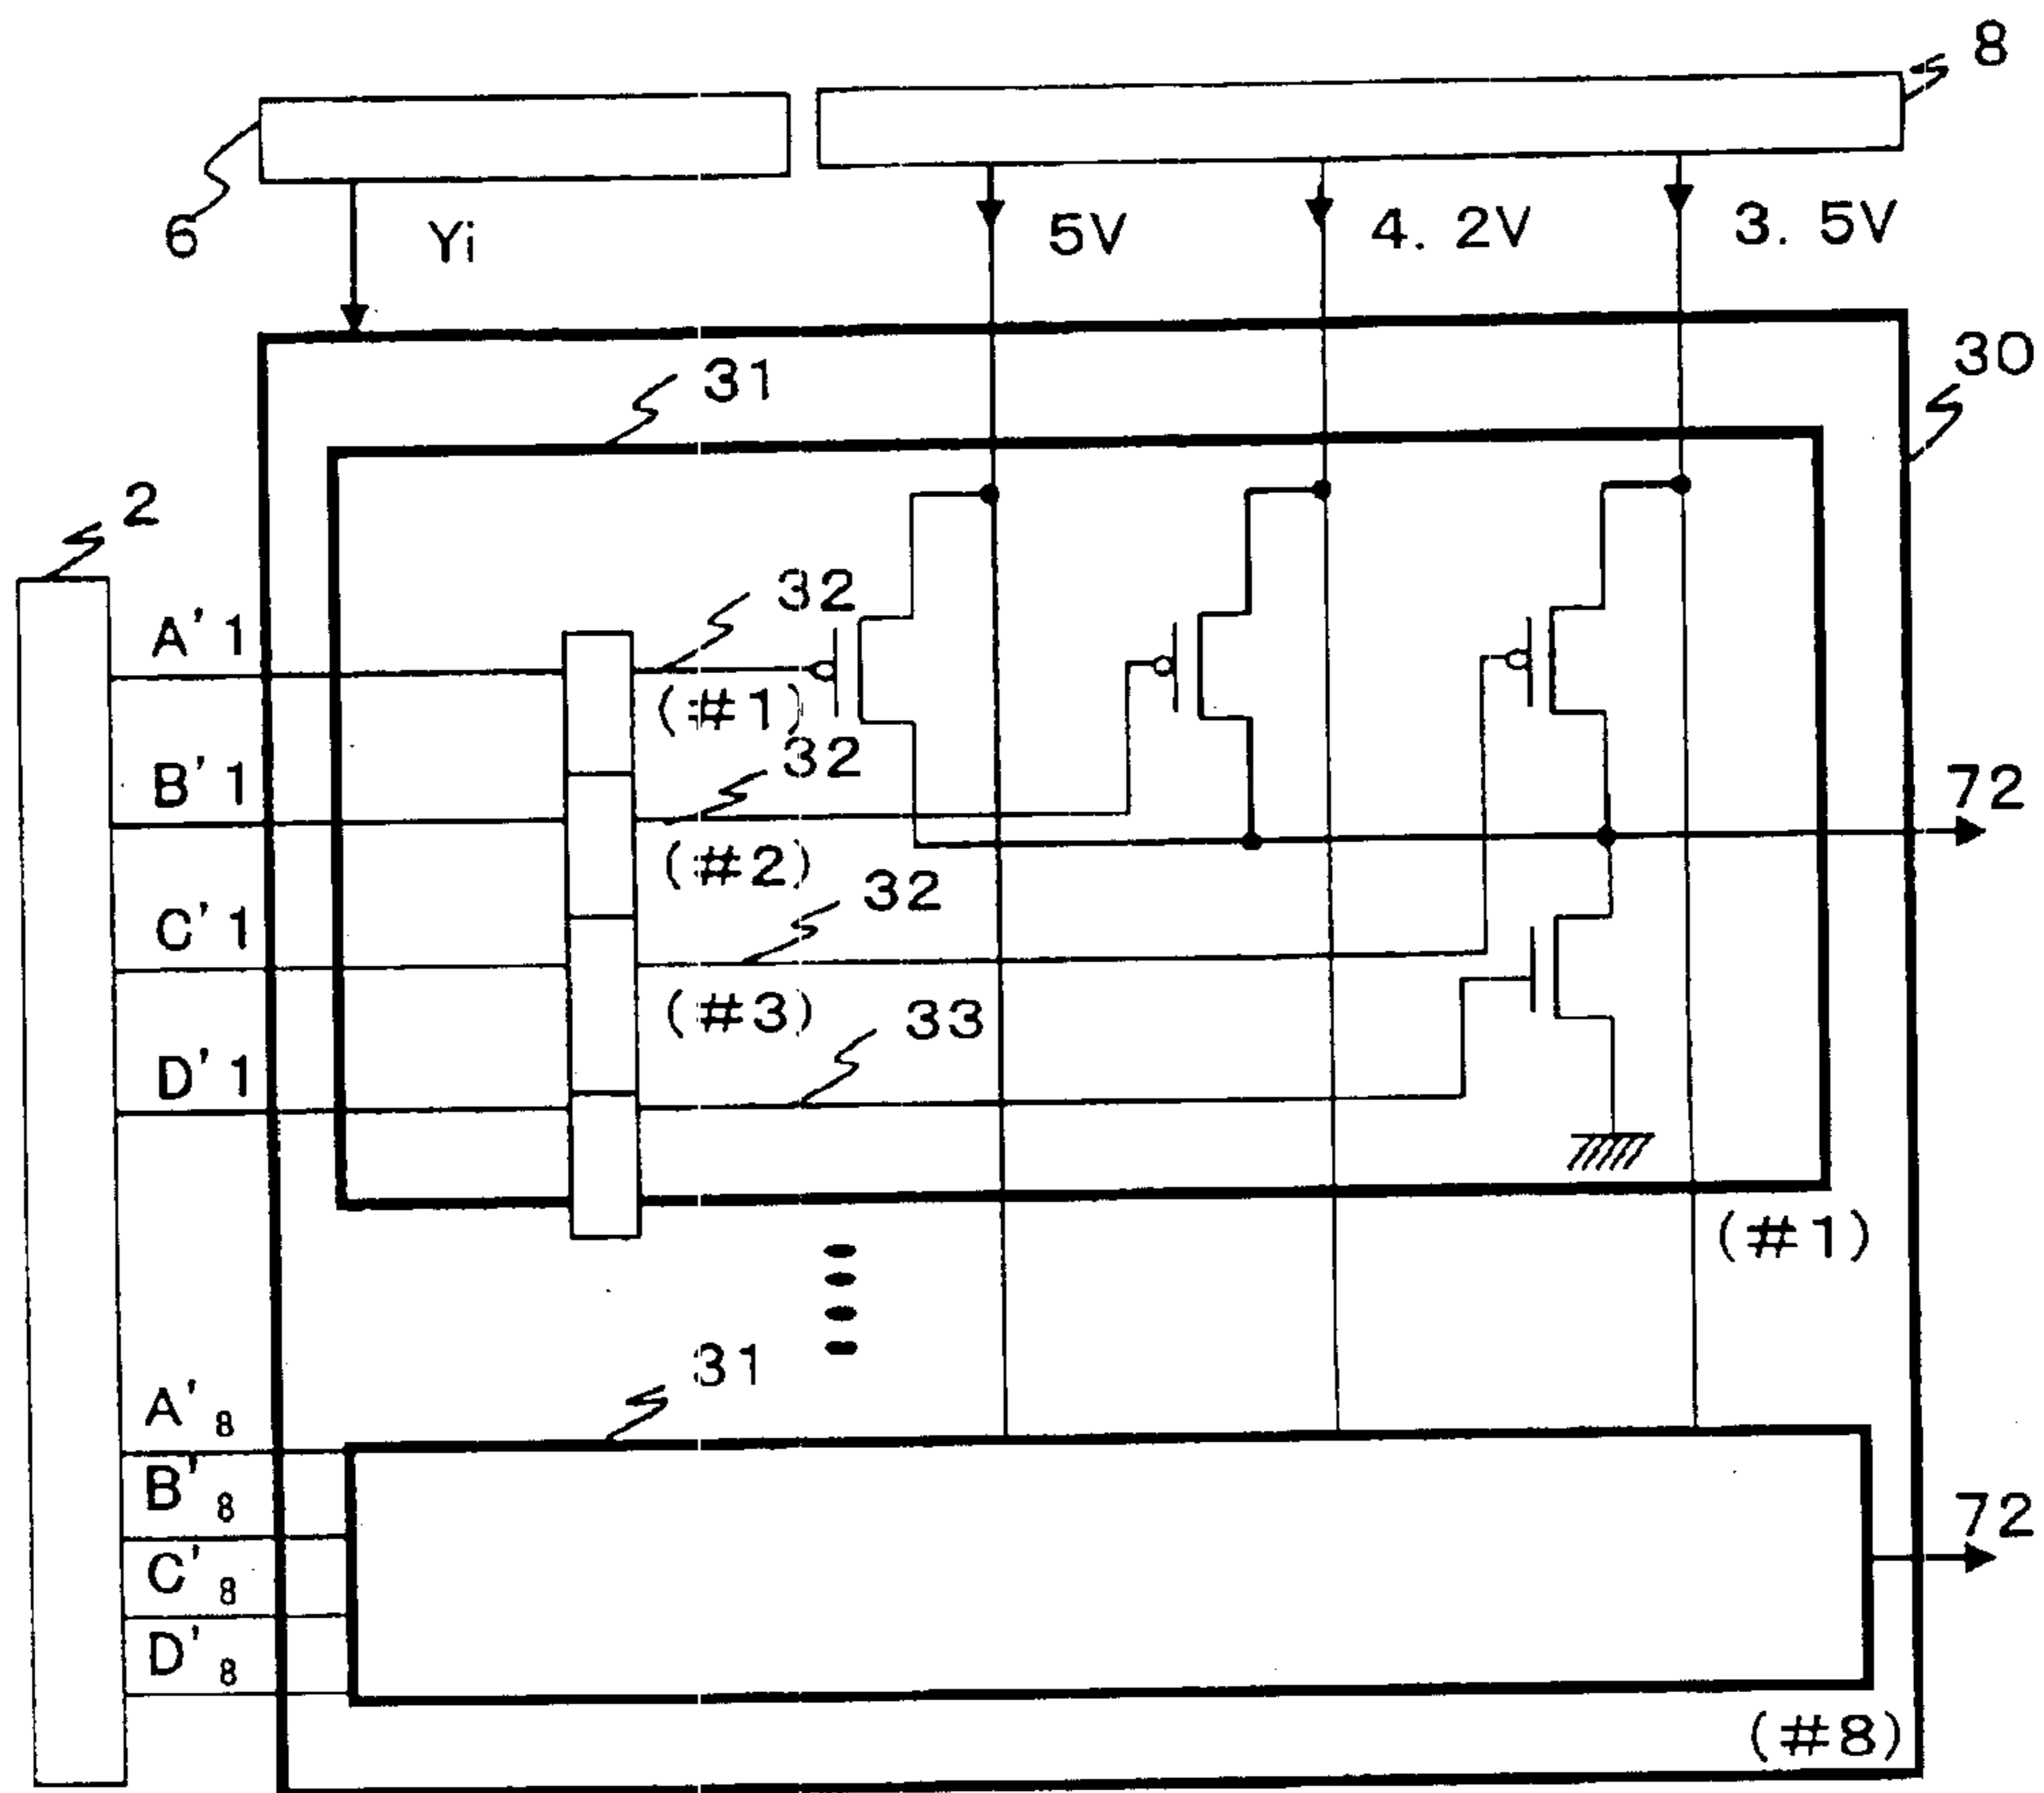 8
6
Yi
5V
4. 2V
3. 5V
30
31
2
32
A'1
(#1)
32
B'1
72
(#2)
32
C'1
(#3)
33
D'1
(#1)
31
A'8
B'8
72
C'8
D'8
(#8)